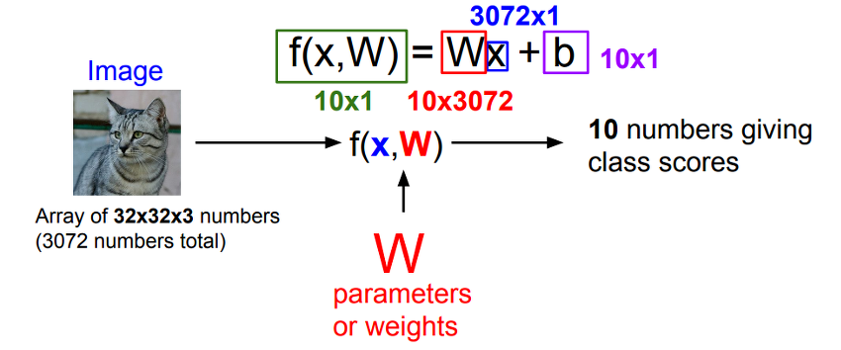 3072x1
f(x,W) = Wx + b 10x1
10x1 10x3072
Image
f(x,W)
10 numbers giving
class scores
Array of 32x32x3 numbers
(3072 numbers total)
W
parameters
or weights